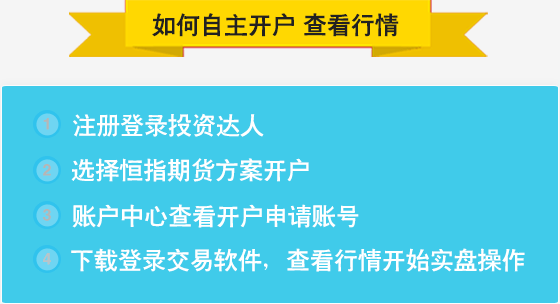 如何自主开户 查看行情
1 注册登录投资达人
2 选择恒指期货方案开户
3 账户中心查看开户申请账号
4 下载登录交易软件，查看行情开始实盘操作